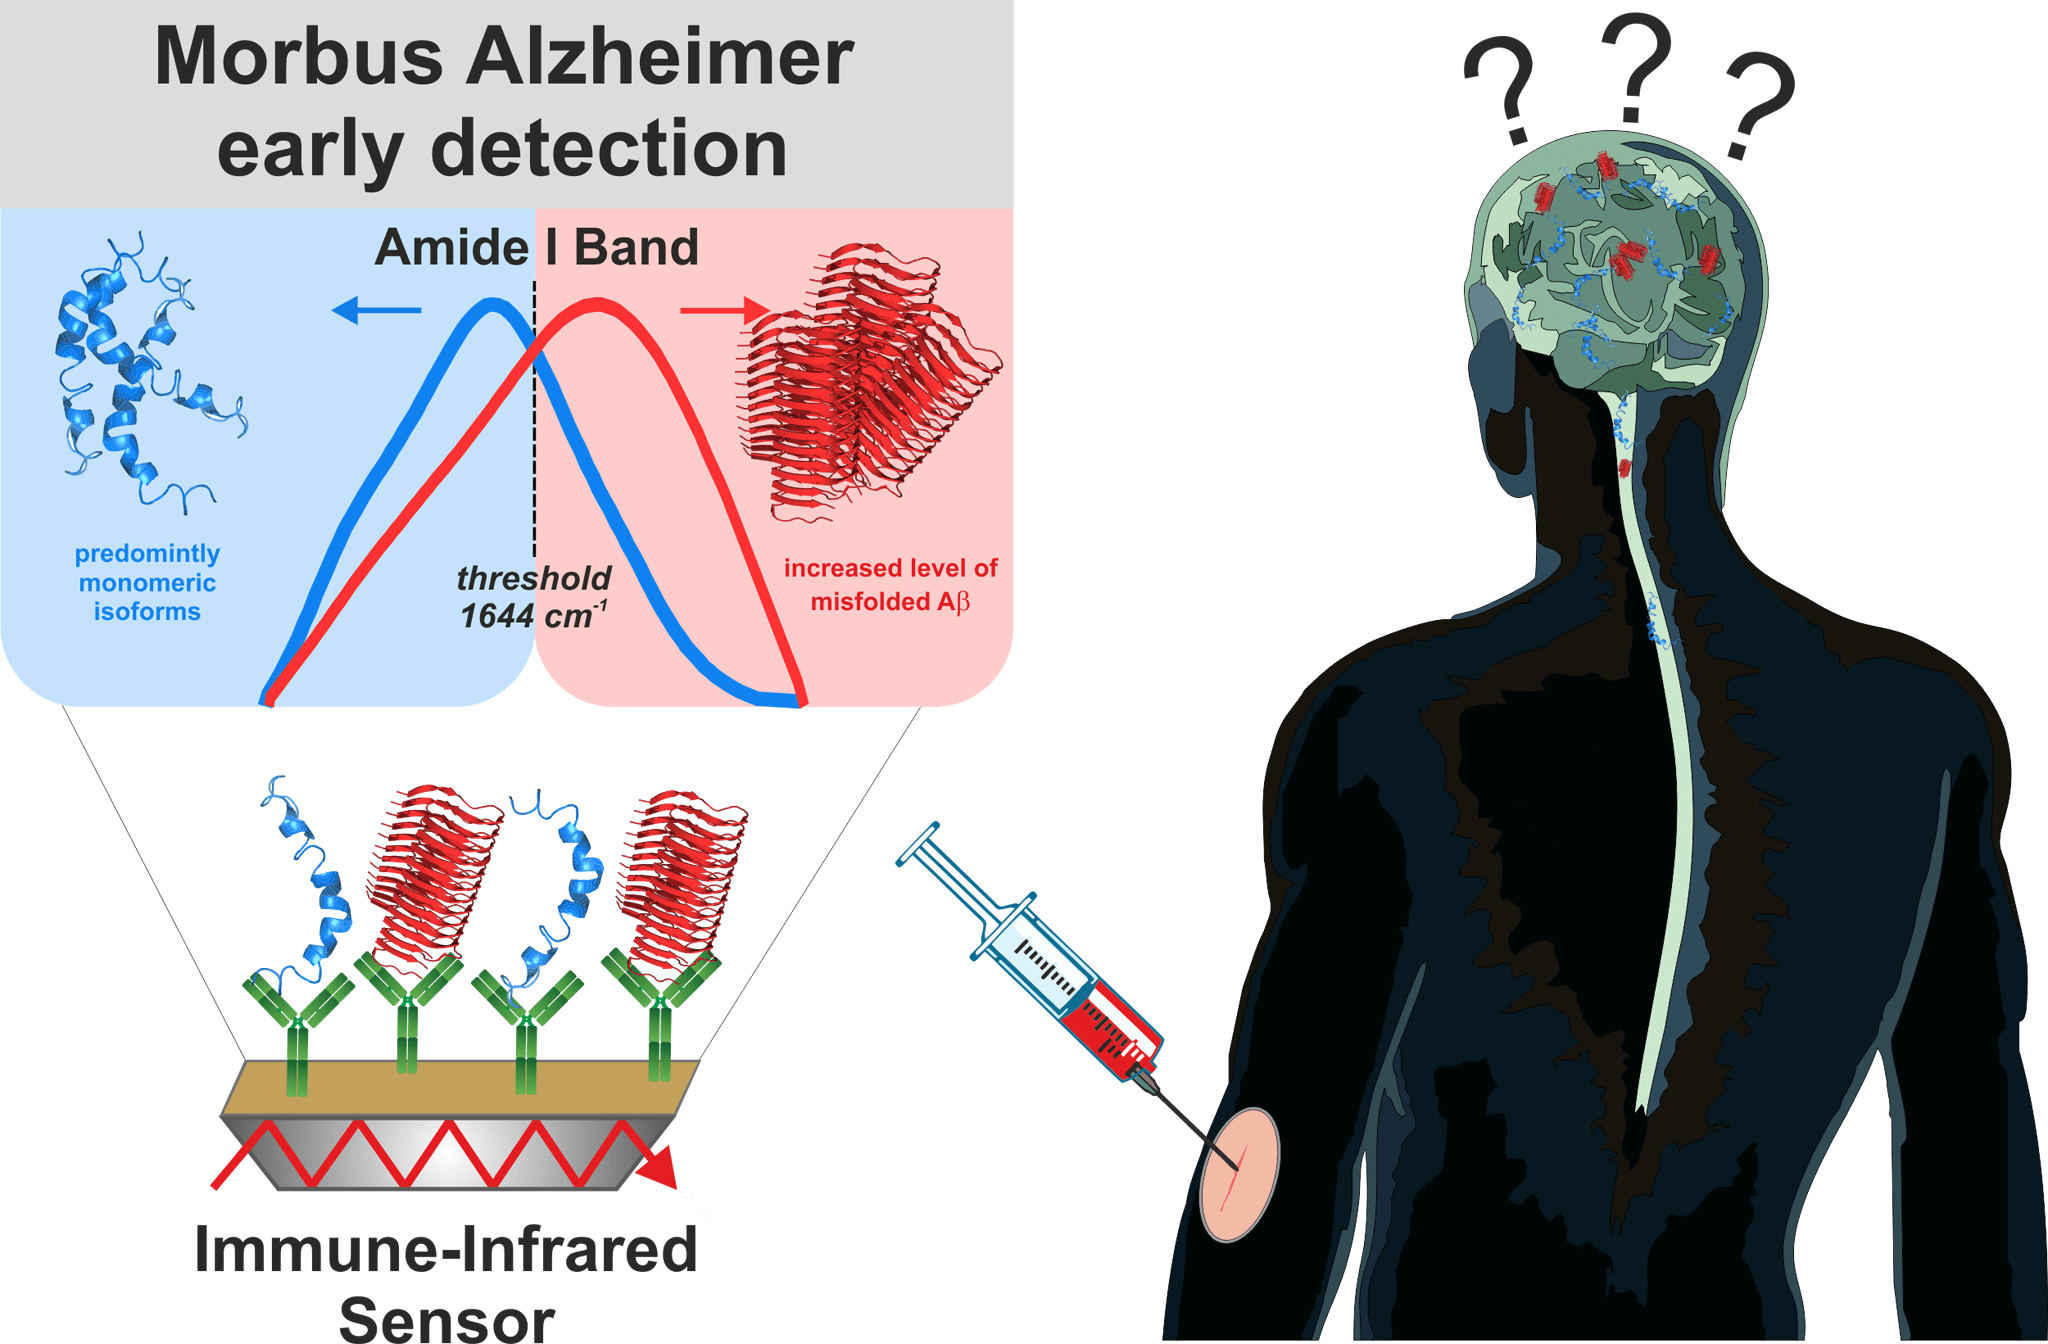 Morbus Alzheimer
early detection
Amide I Band
predomintly
monomeric
isoforms
threshold
1644 cm⁻¹
increased level of
misfolded Aβ
Immune-Infrared
Sensor
? ? ?